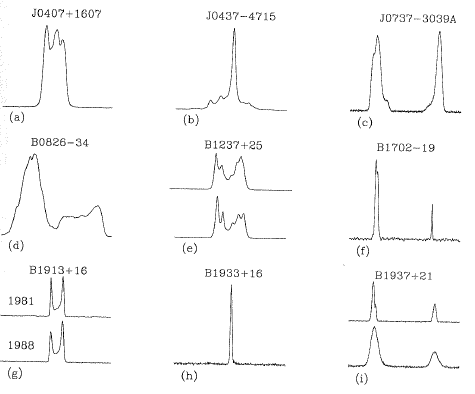 J0407+1607
(a)
J0437-4715
(b)
J0737-3039A
(c)
B0826-34
(d)
B1237+25
(e)
B1702-19
(f)
B1913+16
1981
1988
(g)
B1933+16
(h)
B1937+21
(i)